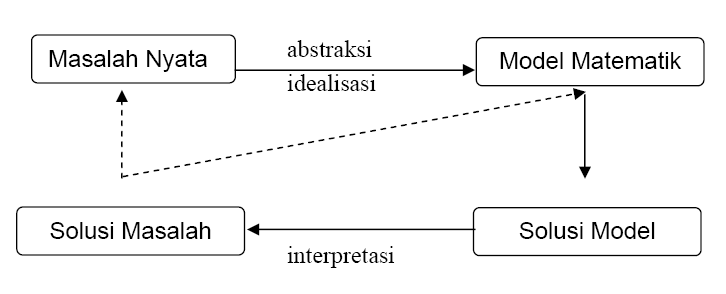 Masalah Nyata
abstraksi
idealisasi
Model Matematik
Solusi Masalah
interpretasi
Solusi Model